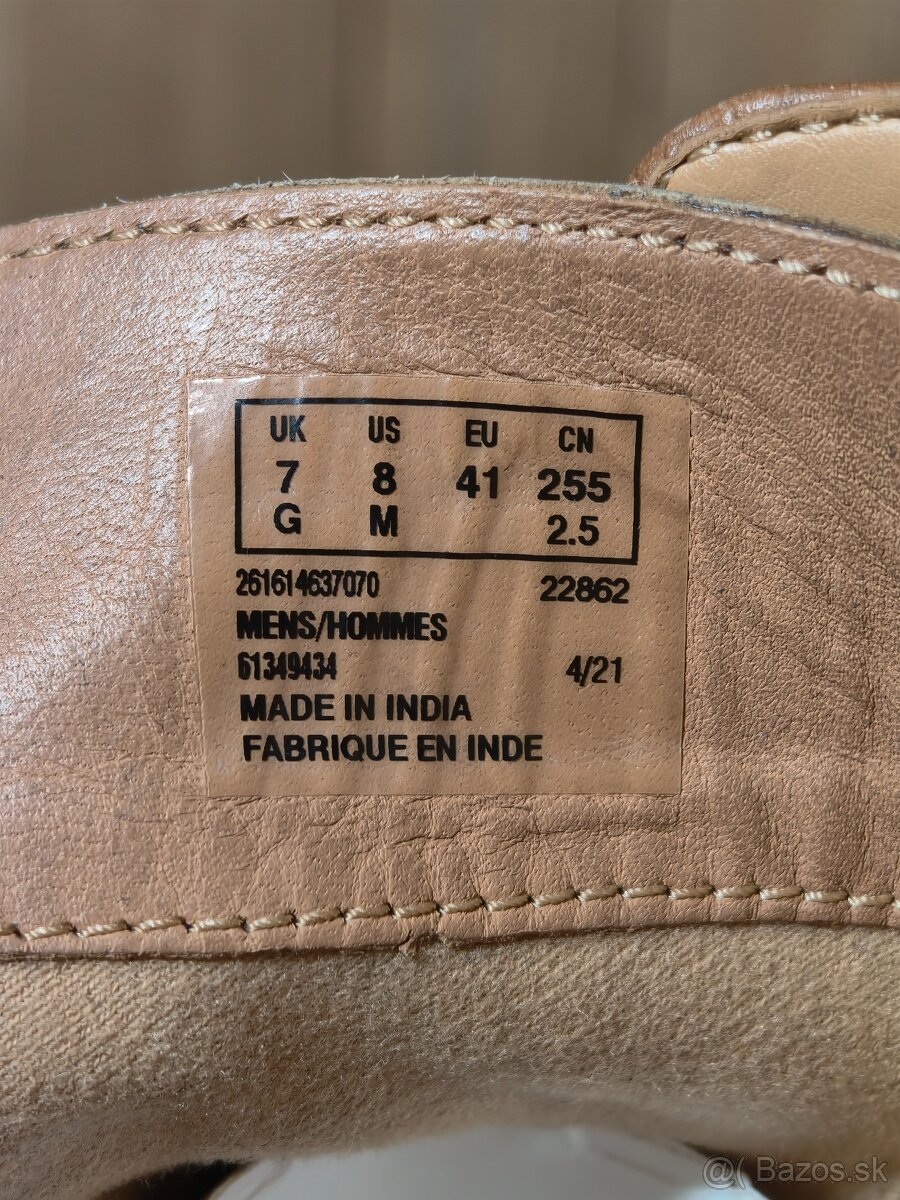 UK US EU CN
7 8 41 255
G M 2.5
261614637070 22862
MENS/HOMMES
61349434 4/21
MADE IN INDIA
FABRIQUE EN INDE
@( Bazos.sk